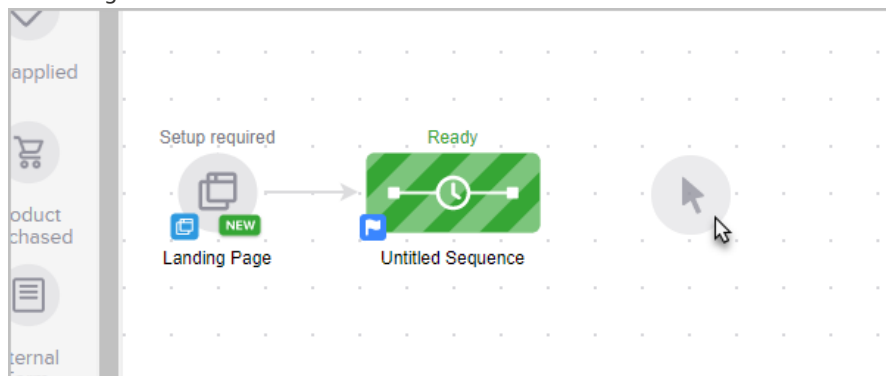 applied
Setup required
Ready
oduct
chased
NEW
Landing Page
Untitled Sequence
ternal